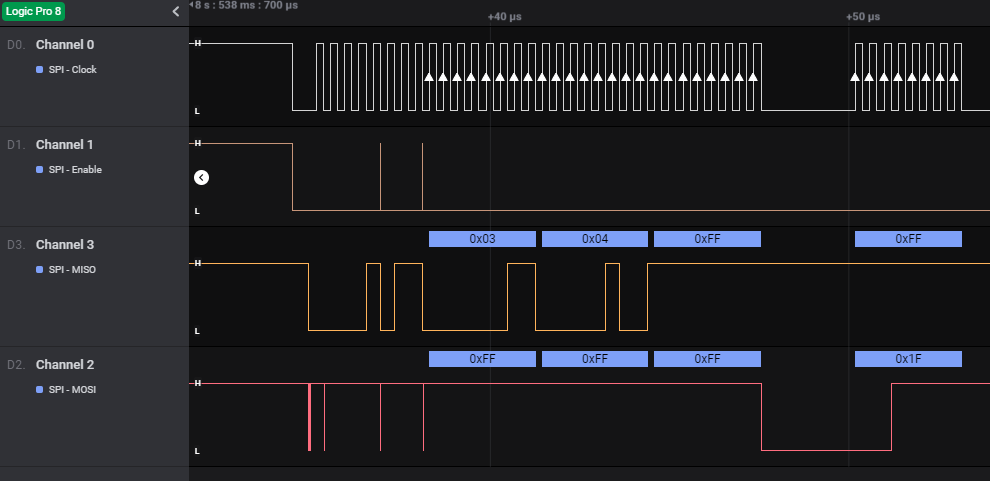 Logic Pro 8
8 s : 538 ms : 700 µs
+40 µs
+50 µs
D0. Channel 0
SPI - Clock
H
L
D1. Channel 1
SPI - Enable
H
L
D3. Channel 3
SPI - MISO
0x03 0x04 0xFF 0xFF
H
L
D2. Channel 2
SPI - MOSI
0xFF 0xFF 0xFF 0x1F
H
L